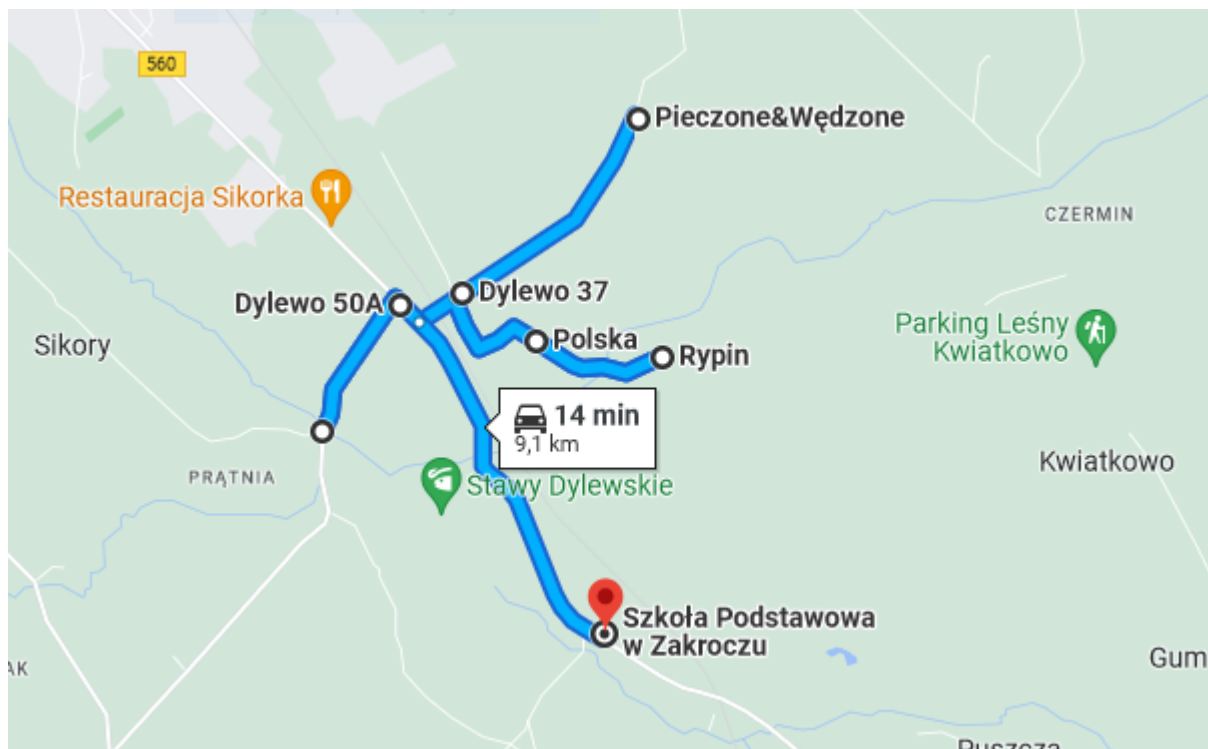 560
Pieczone&Wędzone
Restauracja Sikorka
CZERMIN
Dylewo 50A
Dylewo 37
Sikory
Polska
Parking Leśny
Kwiatkowo
Rypin
14 min
9,1 km
PRĄTNIA
Stawy Dylewskie
Kwiatkowo
Szkoła Podstawowa
w Zakroczu
Gum
AK